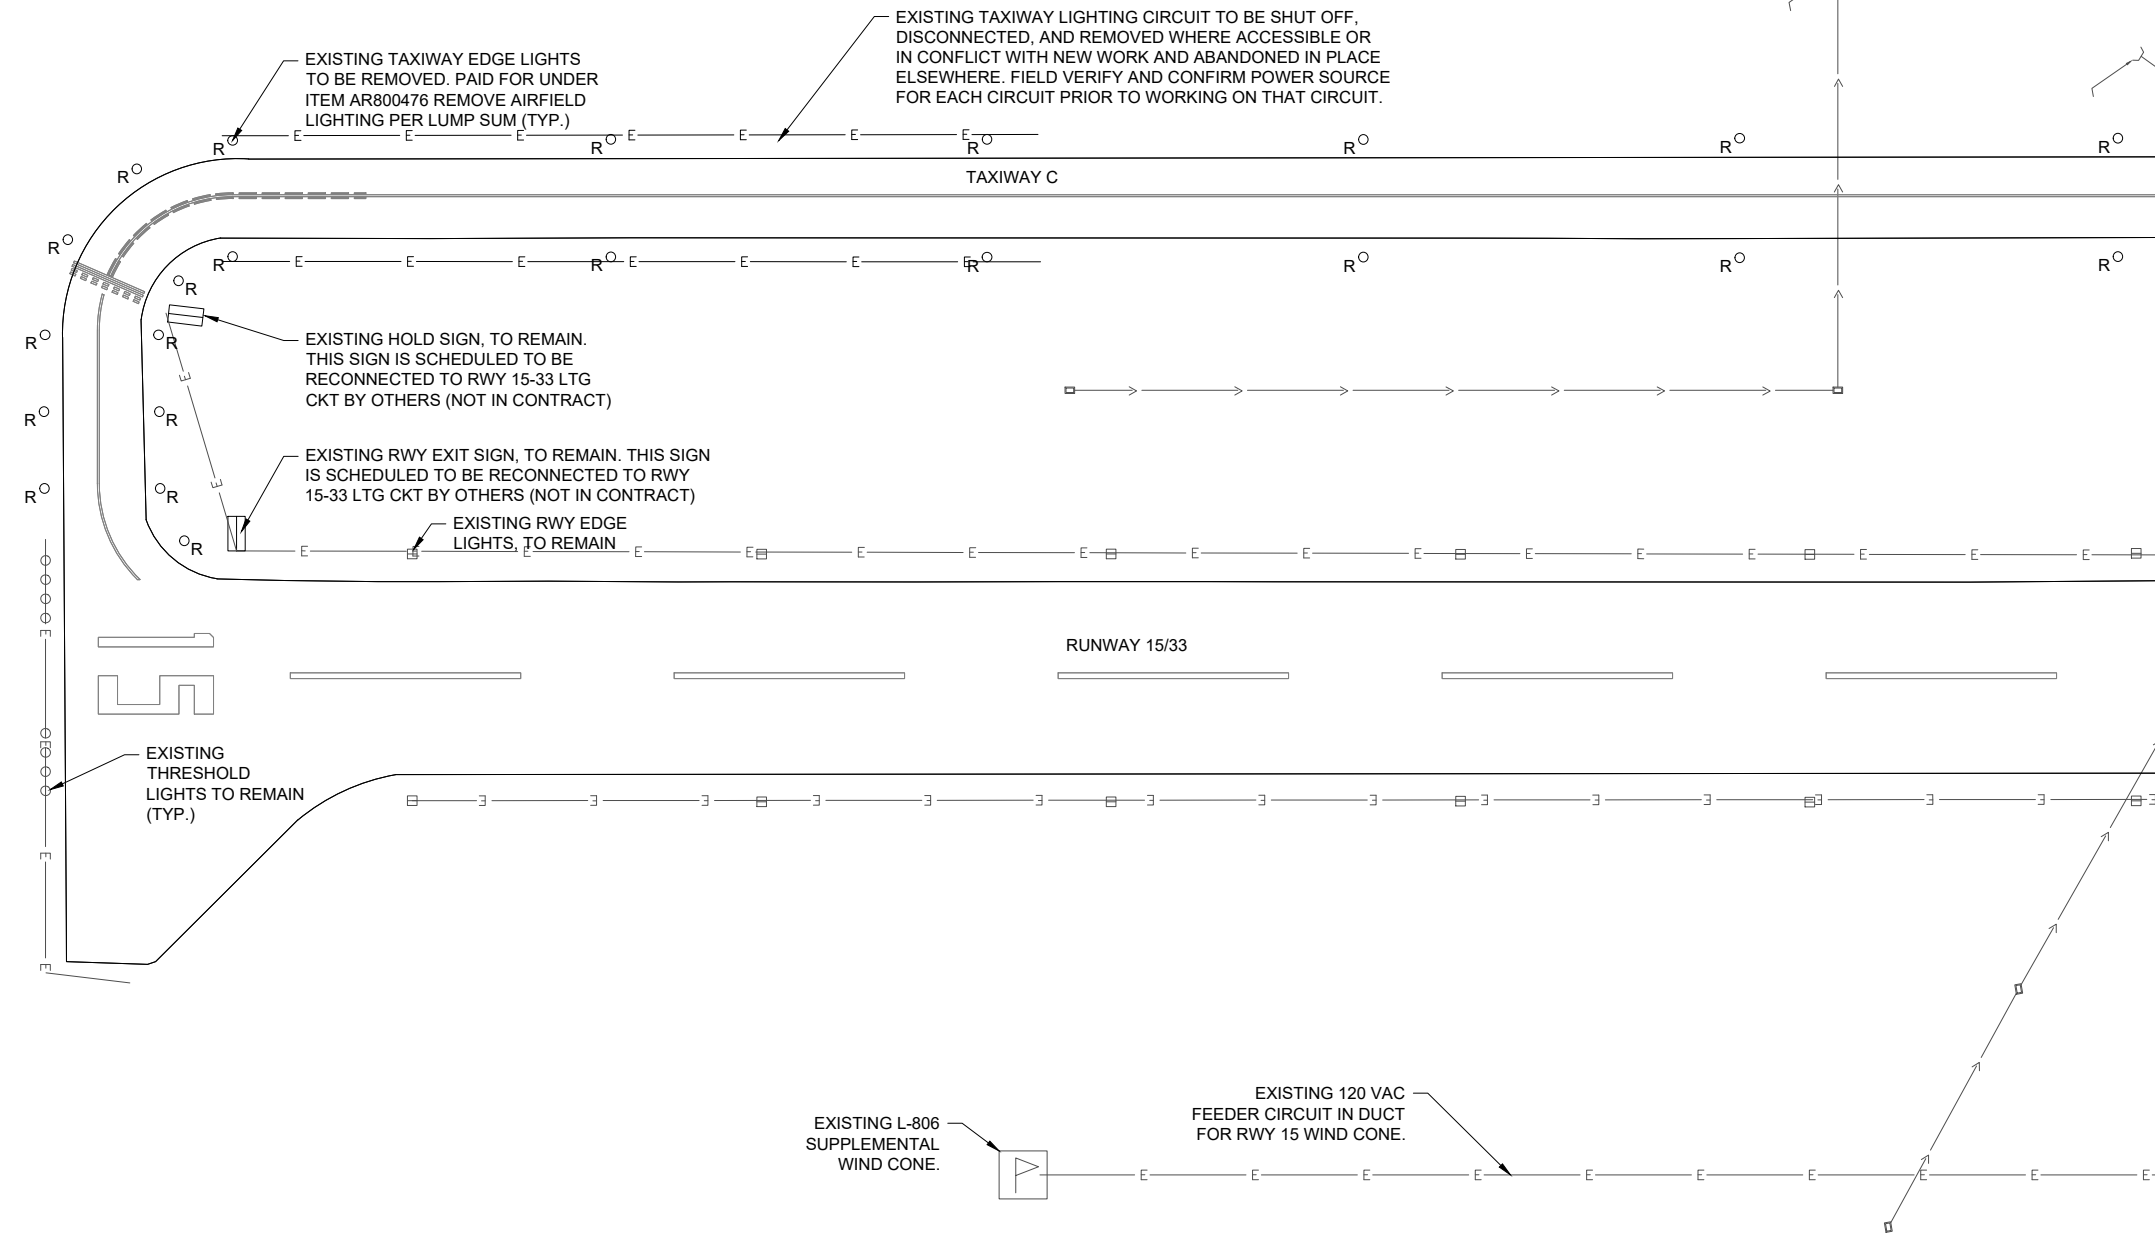 EXISTING TAXIWAY LIGHTING CIRCUIT TO BE SHUT OFF,
DISCONNECTED, AND REMOVED WHERE ACCESSIBLE OR
IN CONFLICT WITH NEW WORK AND ABANDONED IN PLACE
ELSEWHERE. FIELD VERIFY AND CONFIRM POWER SOURCE
FOR EACH CIRCUIT PRIOR TO WORKING ON THAT CIRCUIT.
EXISTING TAXIWAY EDGE LIGHTS
TO BE REMOVED. PAID FOR UNDER
ITEM AR800476 REMOVE AIRFIELD
LIGHTING PER LUMP SUM (TYP.)
E E E E E E E
R R R R R R
R
TAXIWAY C
R
E E E E E E E
R R R R R R
R
EXISTING HOLD SIGN, TO REMAIN.
THIS SIGN IS SCHEDULED TO BE
RECONNECTED TO RWY 15-33 LTG
CKT BY OTHERS (NOT IN CONTRACT)
R R
E
R R
EXISTING RWY EXIT SIGN, TO REMAIN. THIS SIGN
IS SCHEDULED TO BE RECONNECTED TO RWY
15-33 LTG CKT BY OTHERS (NOT IN CONTRACT)
E
R R
EXISTING RWY EDGE
LIGHTS, TO REMAIN
R
E E E E E E E E E E E E E E E E E
E
RUNWAY 15/33
15
E
EXISTING
THRESHOLD
LIGHTS TO REMAIN
(TYP.)
E E E E E E E E E E E E E E E E
E
E
EXISTING 120 VAC
FEEDER CIRCUIT IN DUCT
FOR RWY 15 WIND CONE.
EXISTING L-806
SUPPLEMENTAL
WIND CONE.
E E E E E E E E E E